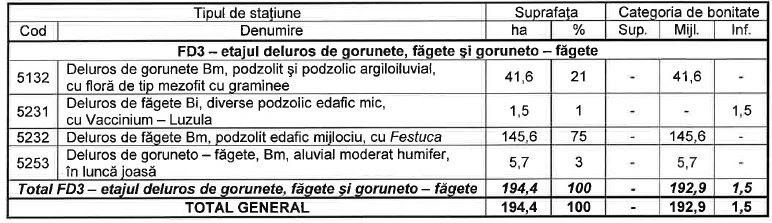 Tipul de staţiune Suprafaţa Categoria de bonitate
Cod Denumire ha % Sup. Mijl. Inf.
FD3 – etajul deluros de gorunete, făgete şi goruneto – făgete
5132 Deluros de gorunete Bm, podzolit şi podzolic argiloiluvial, cu floră de tip mezofit cu graminee 41,6 21 - 41,6 -
5231 Deluros de făgete Bi, diverse podzolic edafic mic, cu Vaccinium – Luzula 1,5 1 - - 1,5
5232 Deluros de făgete Bm, podzolit edafic mijlociu, cu Festuca 145,6 75 - 145,6 -
5253 Deluros de goruneto – făgete, Bm, aluvial moderat humifer, în luncă joasă 5,7 3 - 5,7 -
Total FD3 – etajul deluros de gorunete, făgete şi goruneto – făgete 194,4 100 - 192,9 1,5
TOTAL GENERAL 194,4 100 - 192,9 1,5